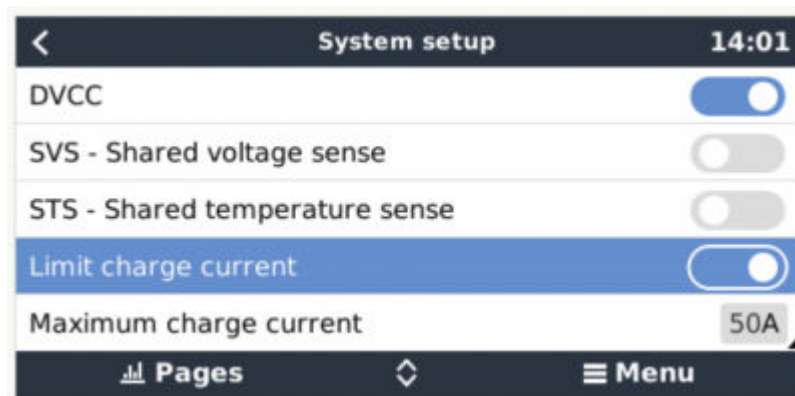 System setup 14:01
DVCC
SVS - Shared voltage sense
STS - Shared temperature sense
Limit charge current
Maximum charge current 50A
Pages Menu